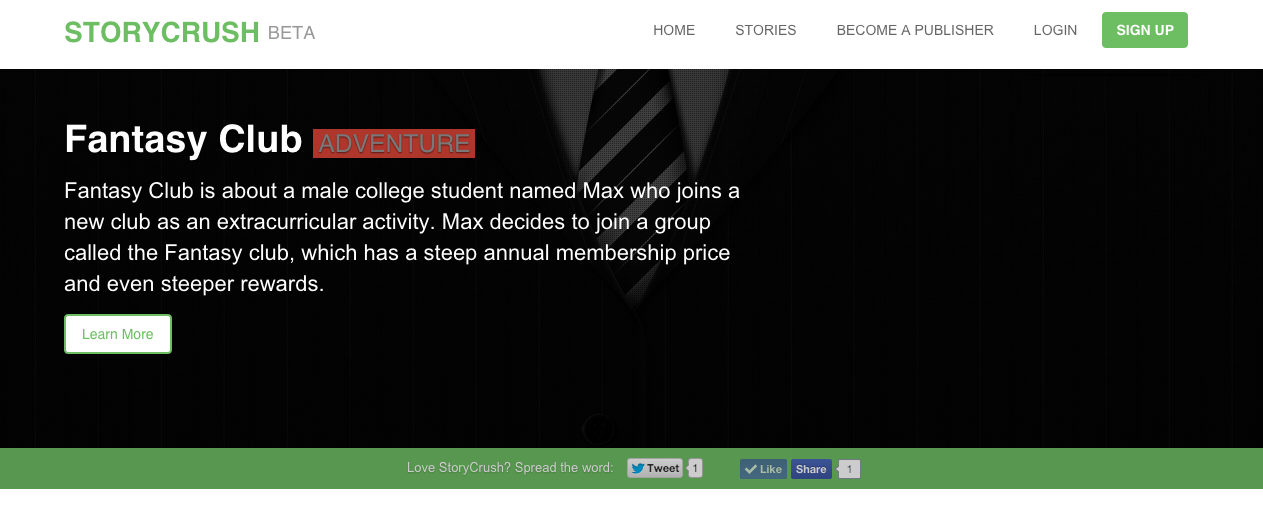 STORYCRUSH BETA
HOME STORIES BECOME A PUBLISHER LOGIN SIGN UP
Fantasy Club ADVENTURE
Fantasy Club is about a male college student named Max who joins a
new club as an extracurricular activity. Max decides to join a group
called the Fantasy club, which has a steep annual membership price
and even steeper rewards.
Learn More
Love StoryCrush? Spread the word: Tweet 1 Like Share 1